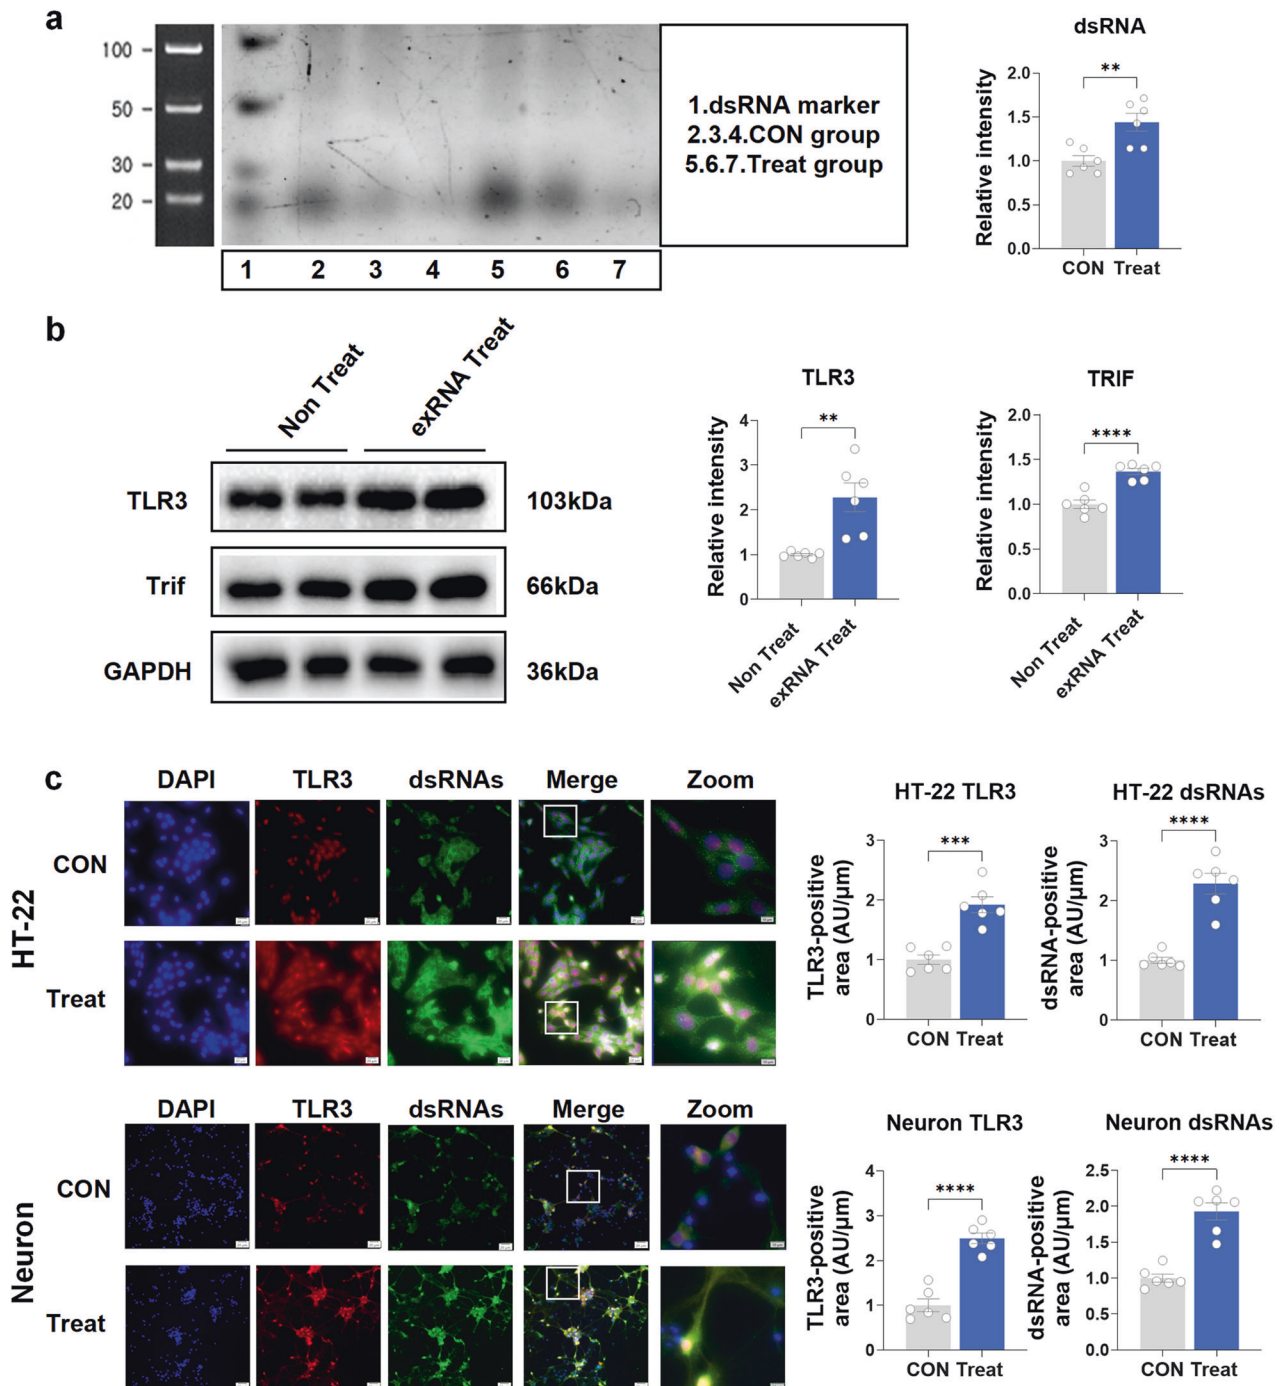 a
100
50
30
20
1.dsRNA marker
2.3.4.CON group
5.6.7.Treat group
1 2 3 4 5 6 7
dsRNA
**
Relative intensity
2.0
1.5
1.0
0.5
0.0
CON Treat
b
Non Treat
exRNA Treat
TLR3 103kDa
Trif 66kDa
GAPDH 36kDa
TLR3
**
Relative intensity
4
3
2
1
0
Non Treat
exRNA Treat
TRIF
****
Relative intensity
2.0
1.5
1.0
0.5
0.0
Non Treat
exRNA Treat
c
DAPI TLR3 dsRNAs Merge Zoom
HT-22
CON
Treat
HT-22 TLR3
***
TLR3-positive
area (AU/μm)
3
2
1
0
CON Treat
HT-22 dsRNAs
****
dsRNA-positive
area (AU/μm)
3
2
1
0
CON Treat
DAPI TLR3 dsRNAs Merge Zoom
Neuron
CON
Treat
Neuron TLR3
****
TLR3-positive
area (AU/μm)
4
3
2
1
0
CON Treat
Neuron dsRNAs
****
dsRNA-positive
area (AU/μm)
2.5
2.0
1.5
1.0
0.5
0.0
CON Treat